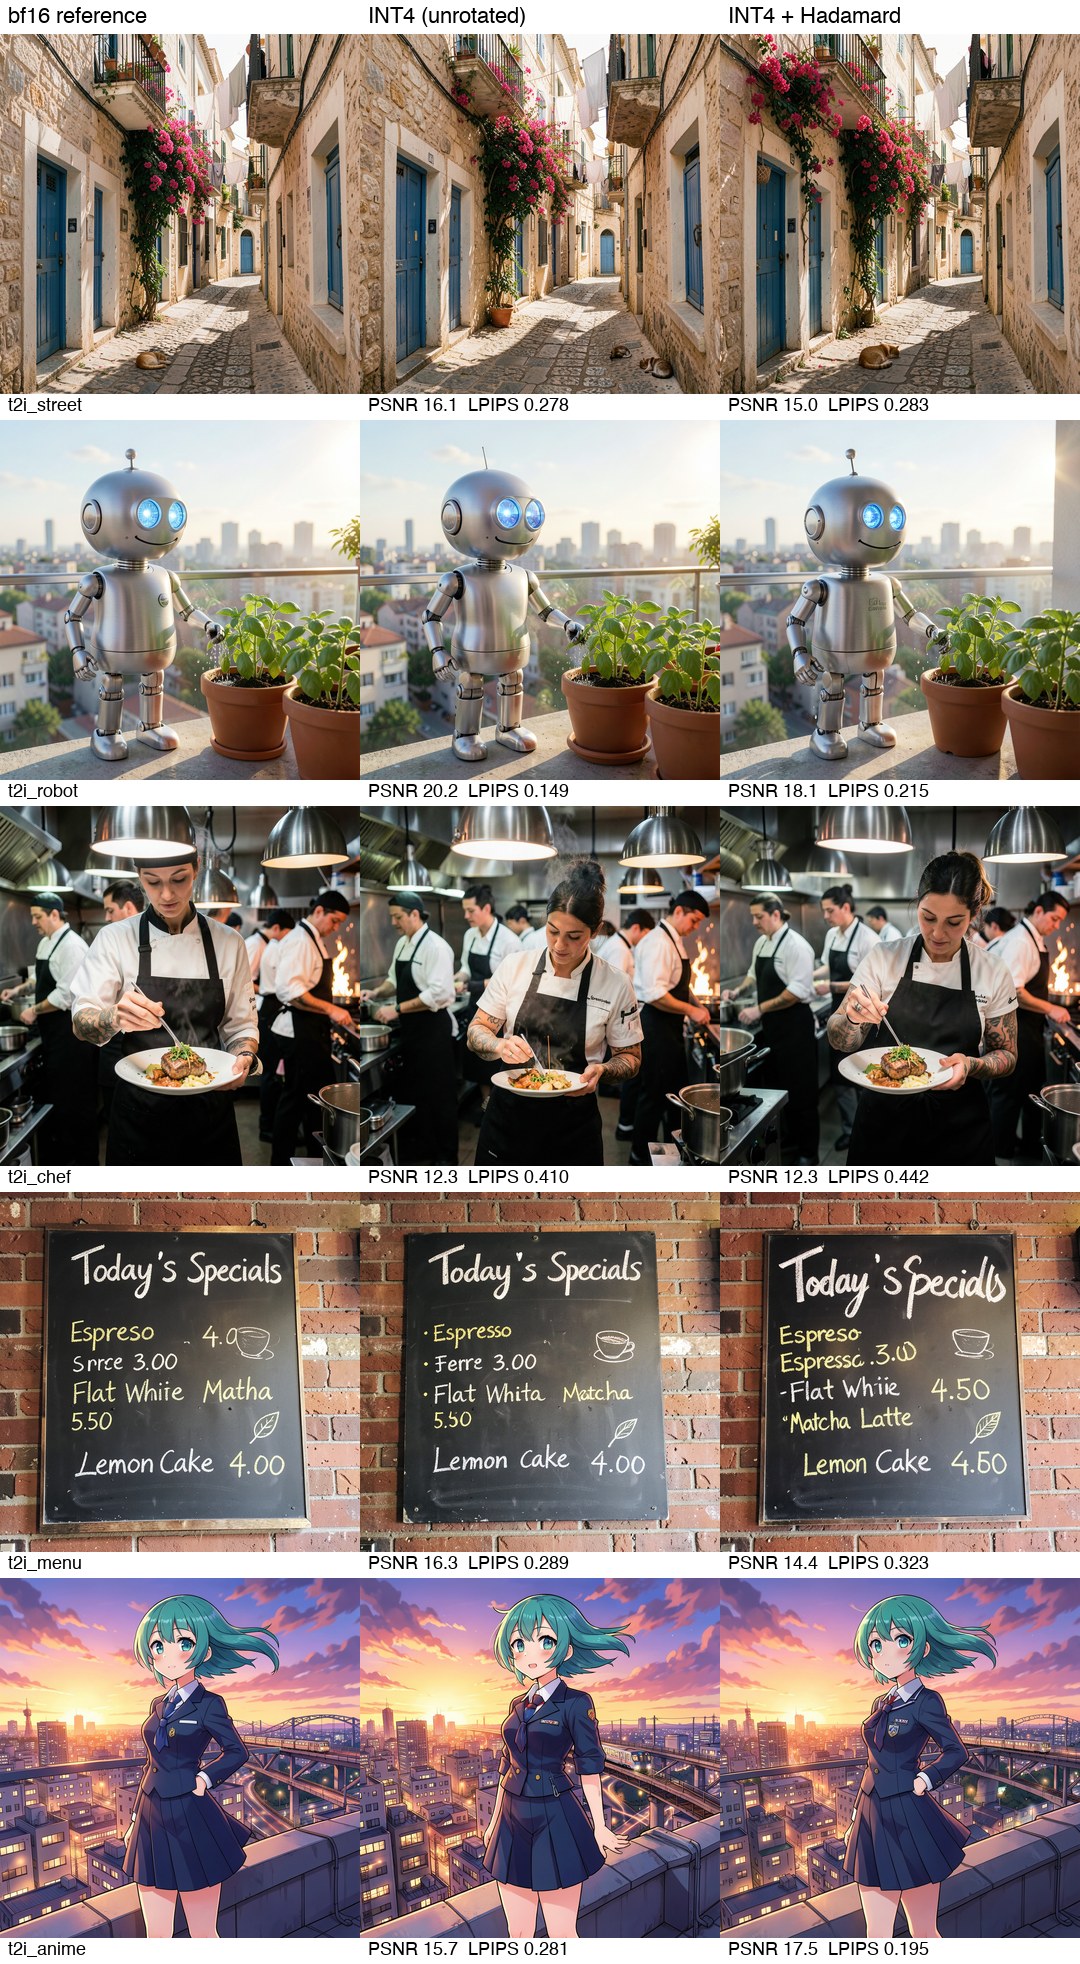 bf16 reference
INT4 (unrotated)
INT4 + Hadamard
t2i_street
PSNR 16.1 LPIPS 0.278
PSNR 15.0 LPIPS 0.283
t2i_robot
PSNR 20.2 LPIPS 0.149
PSNR 18.1 LPIPS 0.215
t2i_chef
PSNR 12.3 LPIPS 0.410
PSNR 12.3 LPIPS 0.442
Today's Specials
Espreso 4.0
Srrce 3.00
Flat Whiie Matha
5.50
Lemon Cake 4.00
Today's Specials
· Espresso
· Ferre 3.00
· Flat Whita Matcha
5.50
Lemon Cake 4.00
Today's Specials
Espreso
Espressc .3.00
-Flat Whiie 4.50
Matcha Latte
Lemon Cake 4.50
t2i_menu
PSNR 16.3 LPIPS 0.289
PSNR 14.4 LPIPS 0.323
t2i_anime
PSNR 15.7 LPIPS 0.281
PSNR 17.5 LPIPS 0.195